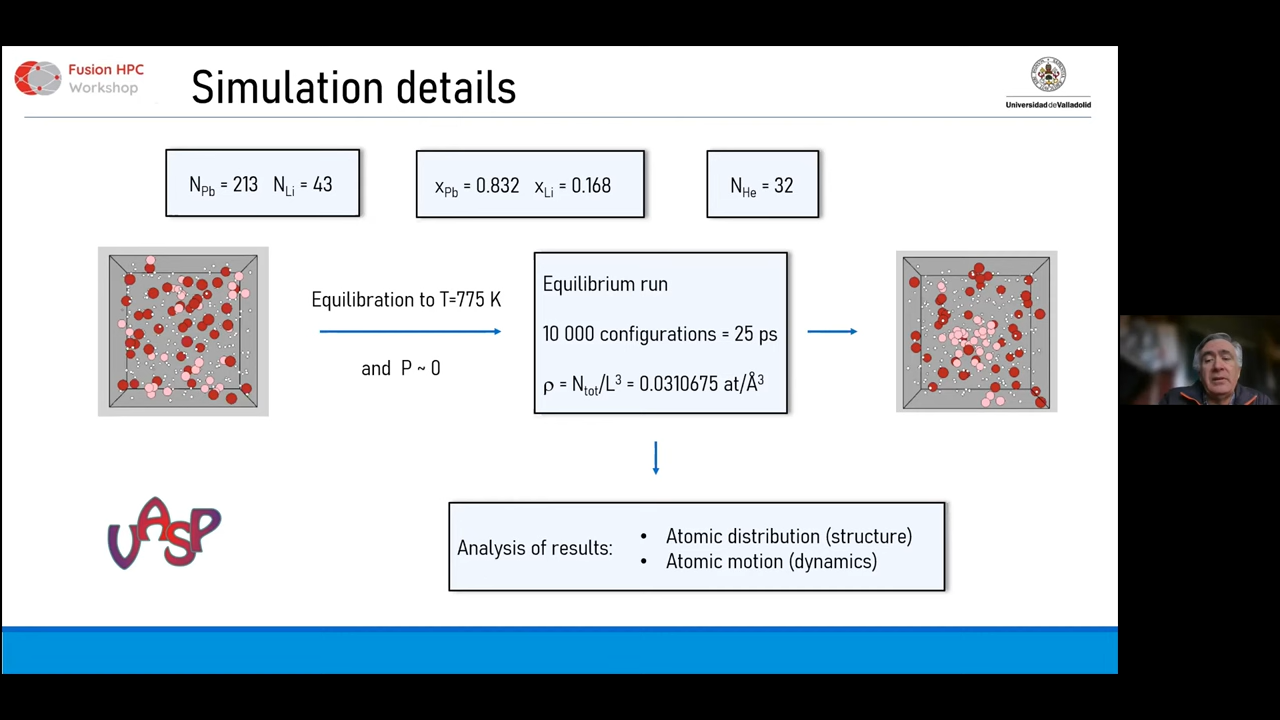 Fusion HPC
Workshop
Simulation details
Universidad de Valladolid
N_Pb = 213 N_Li = 43
x_Pb = 0.832 x_Li = 0.168
N_He = 32
Equilibration to T=775 K
and P ~ 0
Equilibrium run
10 000 configurations = 25 ps
ρ = N_tot/L³ = 0.0310675 at/Å³
VASP
Analysis of results:
• Atomic distribution (structure)
• Atomic motion (dynamics)